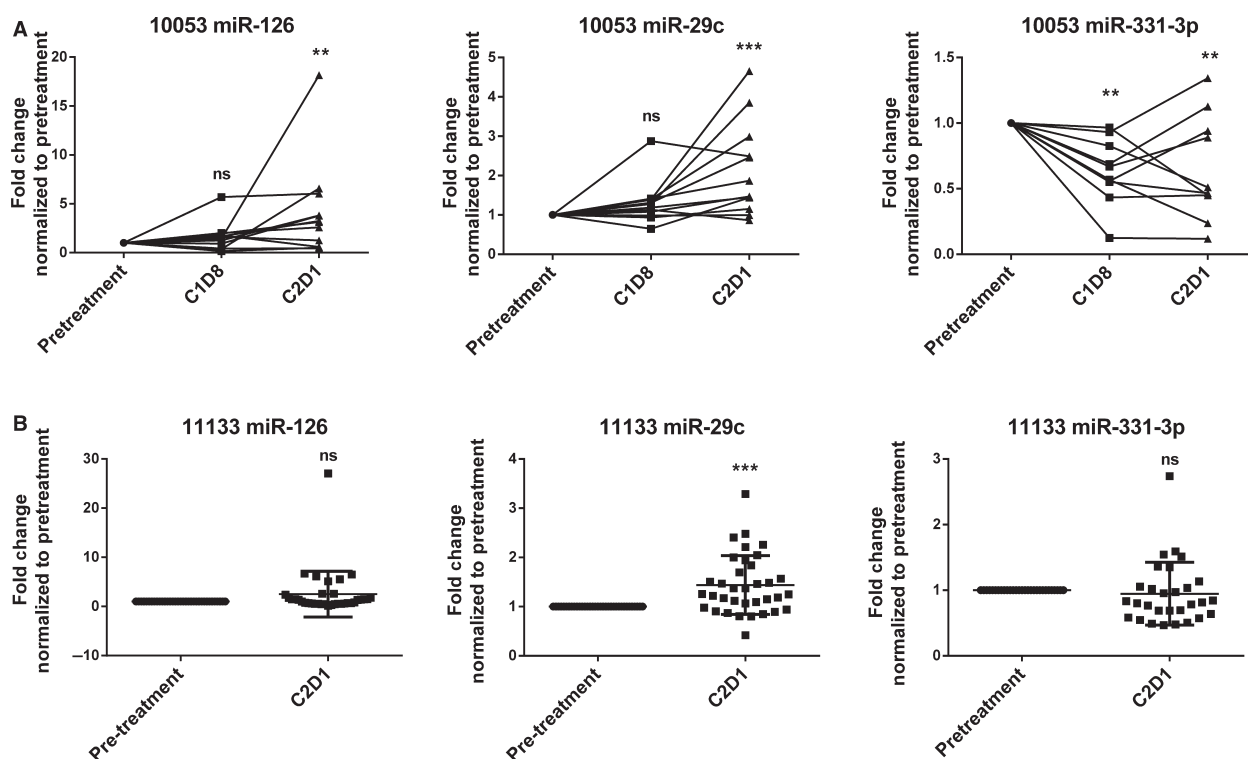 A
10053 miR-126
Fold change
normalized to pretreatment
20
15
10
5
0
ns
**
Pretreatment
C1D8
C2D1
10053 miR-29c
Fold change
normalized to pretreatment
5
4
3
2
1
0
ns
***
Pretreatment
C1D8
C2D1
10053 miR-331-3p
Fold change
normalized to pretreatment
1.5
1.0
0.5
0.0
**
**
Pretreatment
C1D8
C2D1
B
11133 miR-126
Fold change
normalized to pretreatment
30
20
10
0
–10
ns
Pre-treatment
C2D1
11133 miR-29c
Fold change
normalized to pretreatment
4
3
2
1
0
***
Pre-treatment
C2D1
11133 miR-331-3p
Fold change
normalized to pretreatment
3
2
1
0
ns
Pre-treatment
C2D1